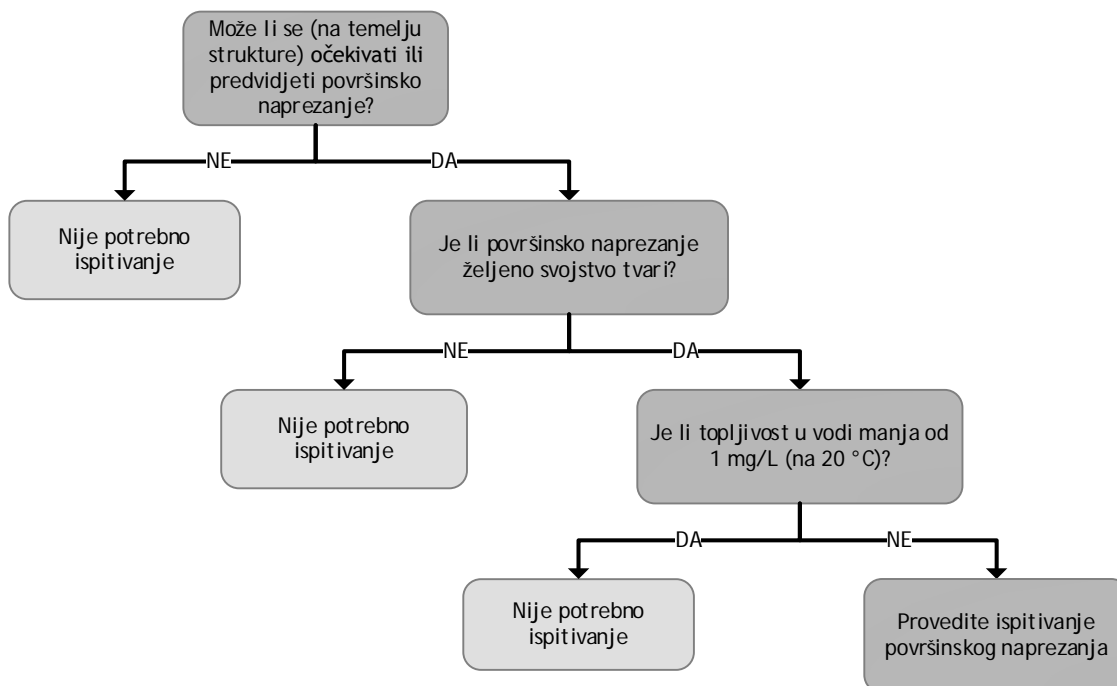 Može li se (na temelju
strukture) očekivati ili
predvidjeti površinsko
naprezanje?
NE
DA
Nije potrebno
ispitivanje
Je li površinsko naprezanje
željeno svojstvo tvari?
NE
DA
Nije potrebno
ispitivanje
Je li topljivost u vodi manja od
1 mg/L (na 20 °C)?
DA
NE
Nije potrebno
ispitivanje
Provedite ispitivanje
površinskog naprezanja